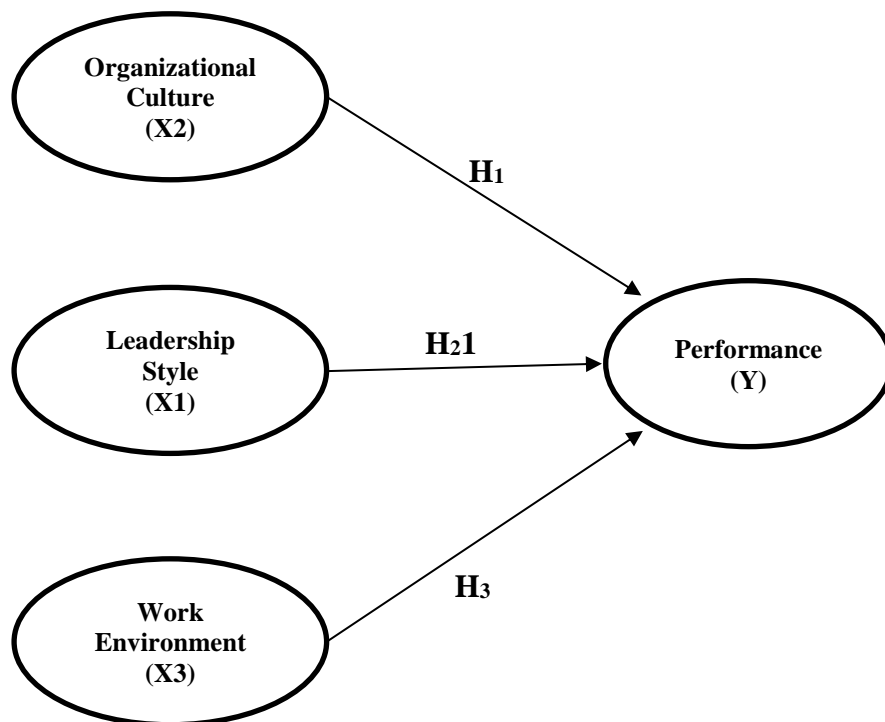 Organizational
Culture
(X2)
H1
Leadership
Style
(X1)
H21
Performance
(Y)
Work
Environment
(X3)
H3